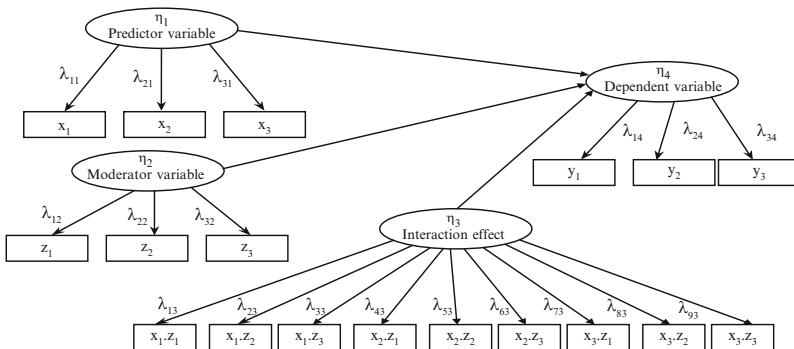 η₁
Predictor variable
λ₁₁ λ₂₁ λ₃₁
x₁ x₂ x₃
η₄
Dependent variable
λ₁₄ λ₂₄ λ₃₄
y₁ y₂ y₃
η₂
Moderator variable
λ₁₂ λ₂₂ λ₃₂
z₁ z₂ z₃
η₃
Interaction effect
λ₁₃ λ₂₃ λ₃₃ λ₄₃ λ₅₃ λ₆₃ λ₇₃ λ₈₃ λ₉₃
x₁.z₁ x₁.z₂ x₁.z₃ x₂.z₁ x₂.z₂ x₂.z₃ x₃.z₁ x₃.z₂ x₃.z₃